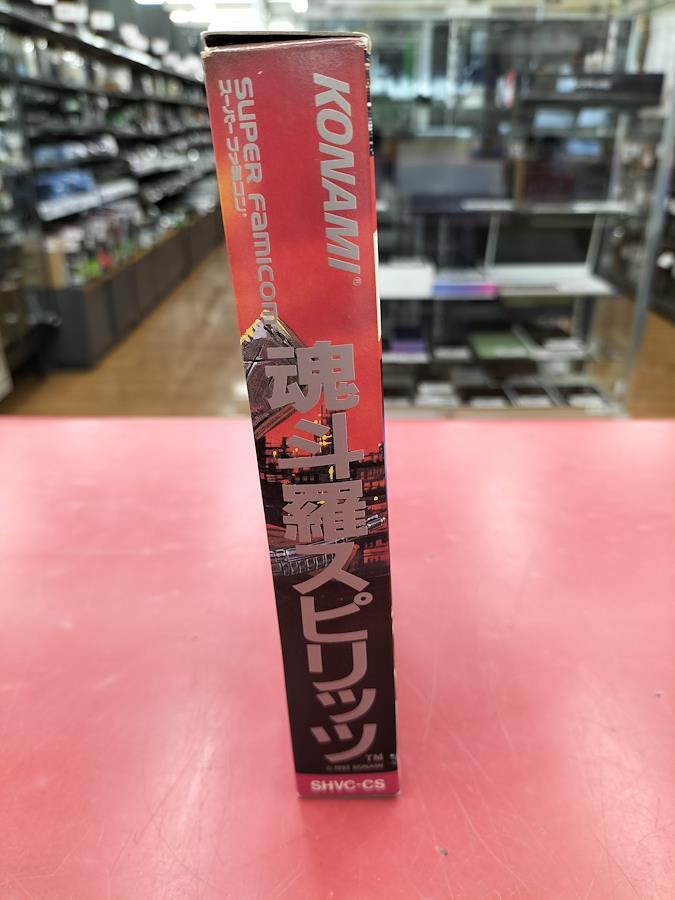 KONAMI®
SUPER Famicom
スーパーファミコン
魂斗羅スピリッツ
TM
© 1992 KONAMI
SHVC-CS